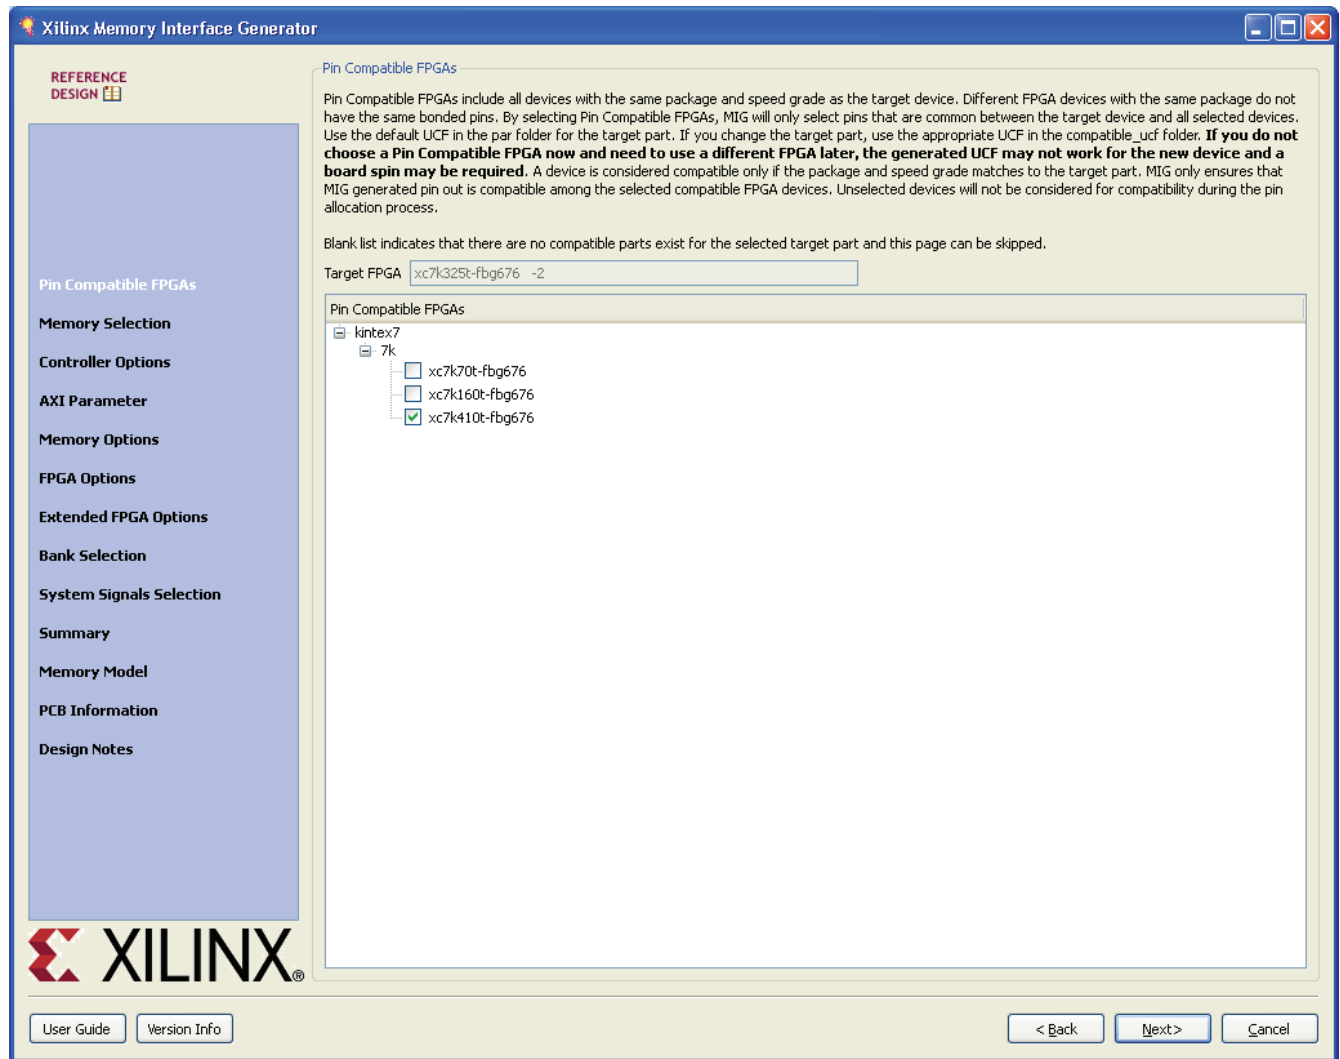 Xilinx Memory Interface Generator
REFERENCE
DESIGN
Pin Compatible FPGAs
Memory Selection
Controller Options
AXI Parameter
Memory Options
FPGA Options
Extended FPGA Options
Bank Selection
System Signals Selection
Summary
Memory Model
PCB Information
Design Notes
XILINX®
Pin Compatible FPGAs
Pin Compatible FPGAs include all devices with the same package and speed grade as the target device. Different FPGA devices with the same package do not
have the same bonded pins. By selecting Pin Compatible FPGAs, MIG will only select pins that are common between the target device and all selected devices.
Use the default UCF in the par folder for the target part. If you change the target part, use the appropriate UCF in the compatible_ucf folder. If you do not
choose a Pin Compatible FPGA now and need to use a different FPGA later, the generated UCF may not work for the new device and a
board spin may be required. A device is considered compatible only if the package and speed grade matches to the target part. MIG only ensures that
MIG generated pin out is compatible among the selected compatible FPGA devices. Unselected devices will not be considered for compatibility during the pin
allocation process.
Blank list indicates that there are no compatible parts exist for the selected target part and this page can be skipped.
Target FPGA xc7k325t-fbg676 -2
Pin Compatible FPGAs
kintex7
7k
xc7k70t-fbg676
xc7k160t-fbg676
xc7k410t-fbg676
User Guide Version Info < Back Next> Cancel